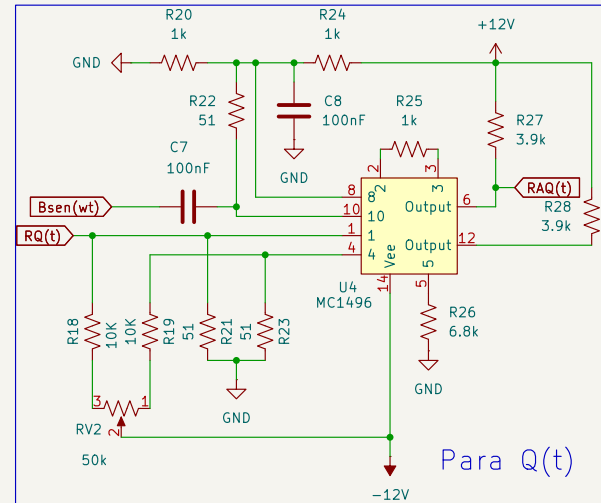 R20
1k
R24
1k
+12V
GND
R22
51
C8
100nF
R25
1k
R27
3.9k
C7
100nF
GND
2
3
2
3
Bsen(wt)
8
8
10
10
Output
6
RAQ(t)
R28
3.9k
RQ(t)
1
1
4
4
Output
12
Vee
5
14
5
U4
MC1496
R18
10K
10K
R19
51
R21
51
R23
R26
6.8k
GND
3
1
RV2
2
50k
GND
Para Q(t)
-12V